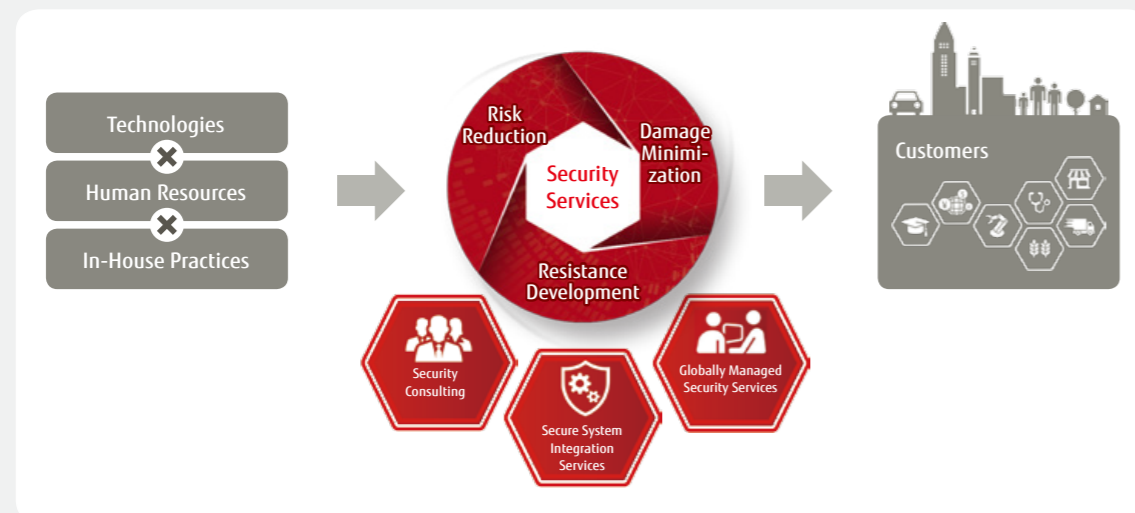 Technologies
Human Resources
In-House Practices
Risk
Reduction
Damage
Minimi-
zation
Security
Services
Resistance
Development
Security
Consulting
Secure System
Integration
Services
Globally Managed
Security Services
Customers